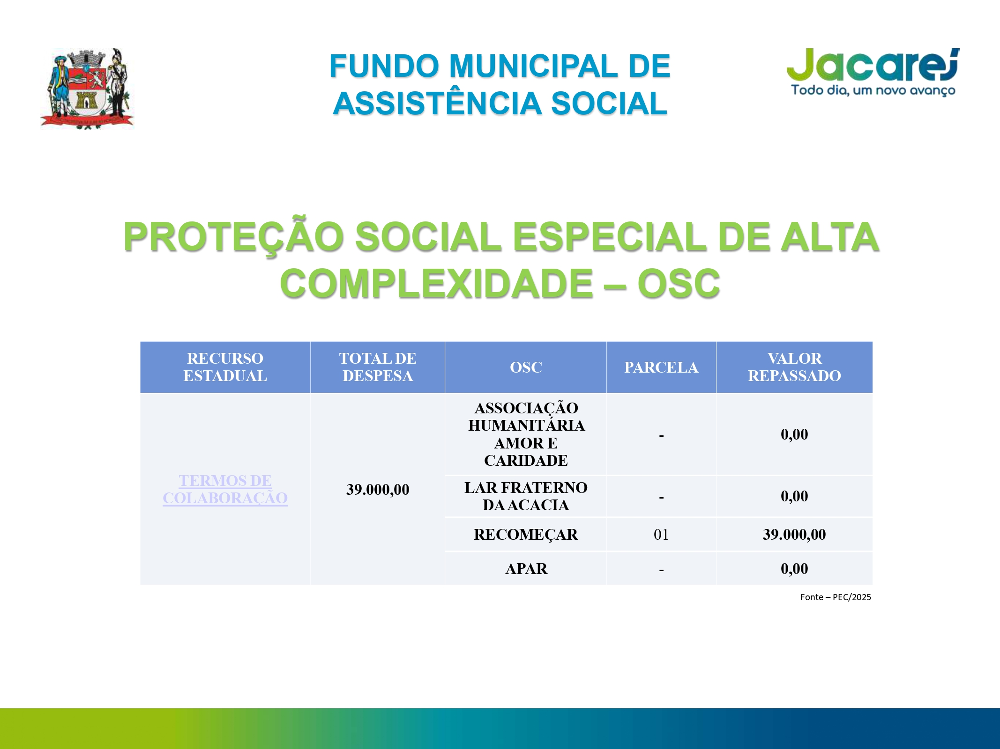 FUNDO MUNICIPAL DE
ASSISTÊNCIA SOCIAL
Jacareí
Todo dia, um novo avanço
PROTEÇÃO SOCIAL ESPECIAL DE ALTA
COMPLEXIDADE – OSC
RECURSO
ESTADUAL
TOTAL DE
DESPESA
OSC
PARCELA
VALOR
REPASSADO
TERMOS DE
COLABORAÇÃO
39.000,00
ASSOCIAÇÃO
HUMANITÁRIA
AMOR E
CARIDADE
-
0,00
LAR FRATERNO
DA ACACIA
-
0,00
RECOMEÇAR
01
39.000,00
APAR
-
0,00
Fonte – PEC/2025